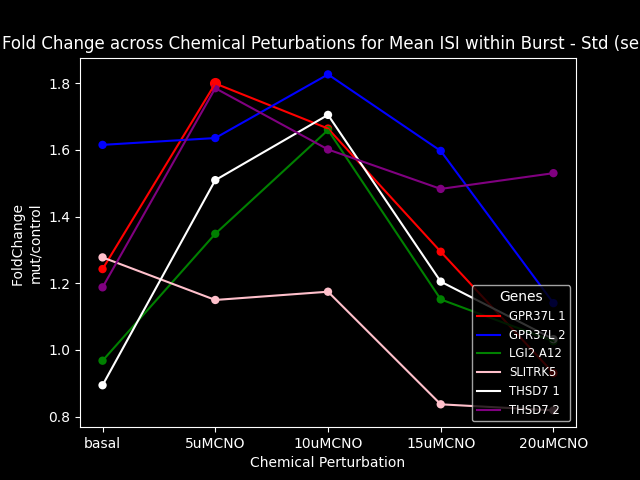 Fold Change across Chemical Peturbations for Mean ISI within Burst - Std (se
1.8
1.6
1.4
1.2
1.0
0.8
FoldChange
mut/control
Genes
GPR37L 1
GPR37L 2
LGI2 A12
SLITRK5
THSD7 1
THSD7 2
basal
5uMCNO
10uMCNO
15uMCNO
20uMCNO
Chemical Perturbation